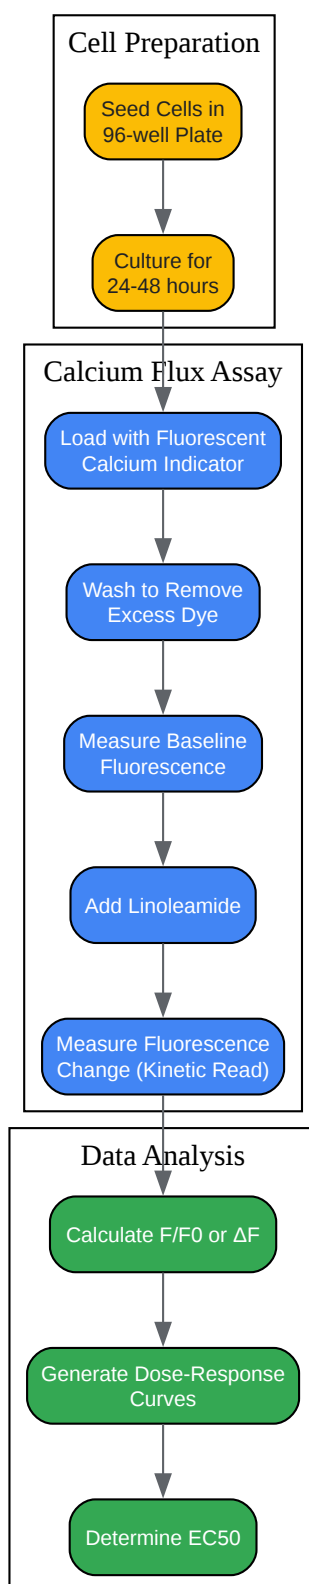 Cell Preparation
Seed Cells in
96-well Plate
Culture for
24-48 hours
Calcium Flux Assay
Load with Fluorescent
Calcium Indicator
Wash to Remove
Excess Dye
Measure Baseline
Fluorescence
Add Linoleamide
Measure Fluorescence
Change (Kinetic Read)
Data Analysis
Calculate F/F0 or ΔF
Generate Dose-Response
Curves
Determine EC50